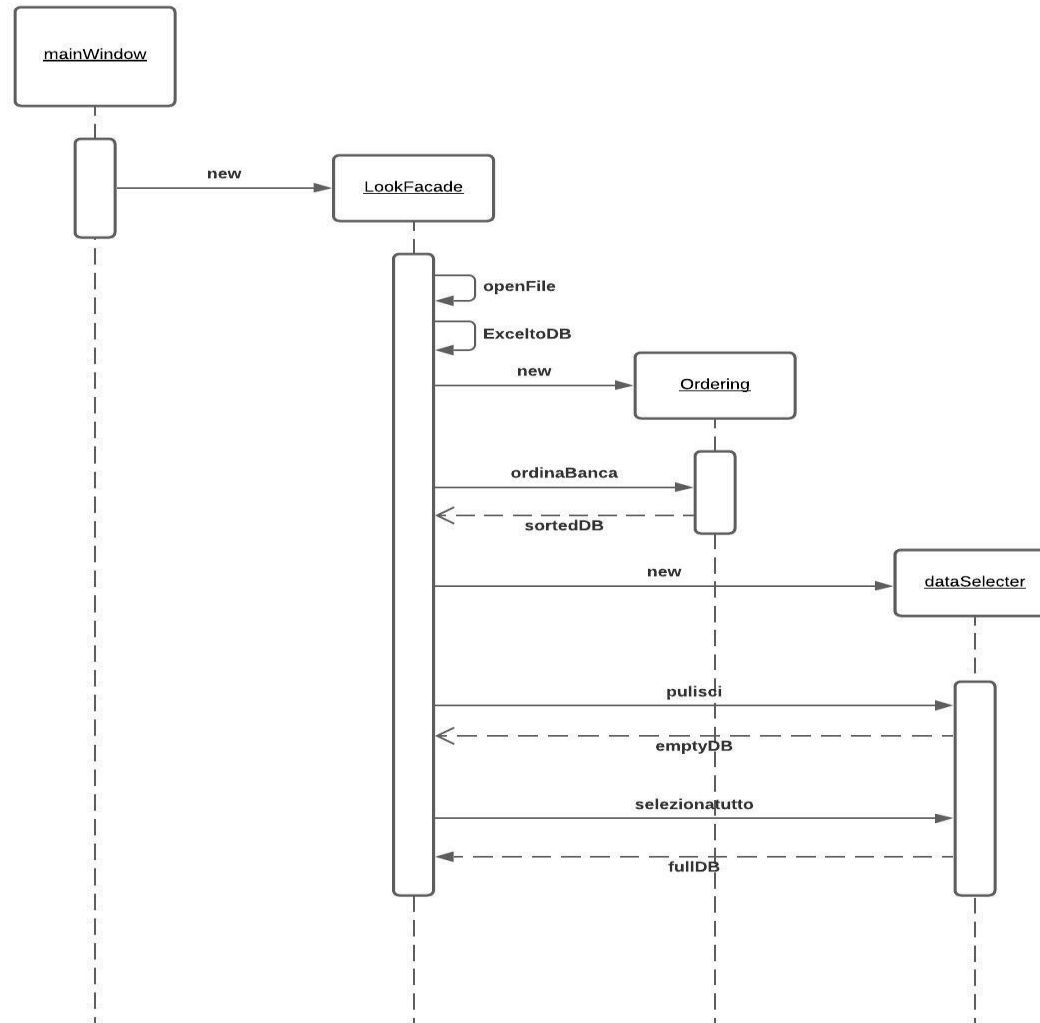 mainWindow
new
LookFacade
openFile
ExceltoDB
new
Ordering
ordinaBanca
sortedDB
new
dataSelecter
pulisci
emptyDB
selezionatutto
fullDB